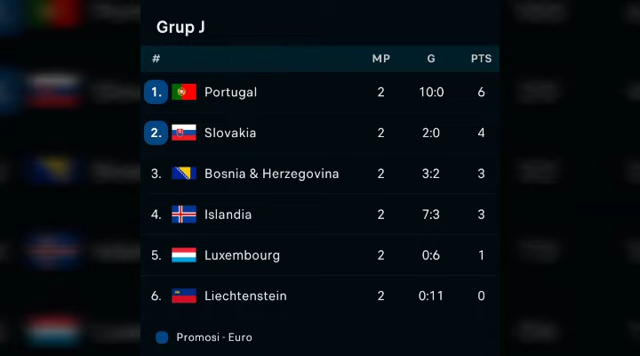 Grup J
# MP G PTS
1. Portugal 2 10:0 6
2. Slovakia 2 2:0 4
3. Bosnia & Herzegovina 2 3:2 3
4. Islandia 2 7:3 3
5. Luxembourg 2 0:6 1
6. Liechtenstein 2 0:11 0
Promosi - Euro